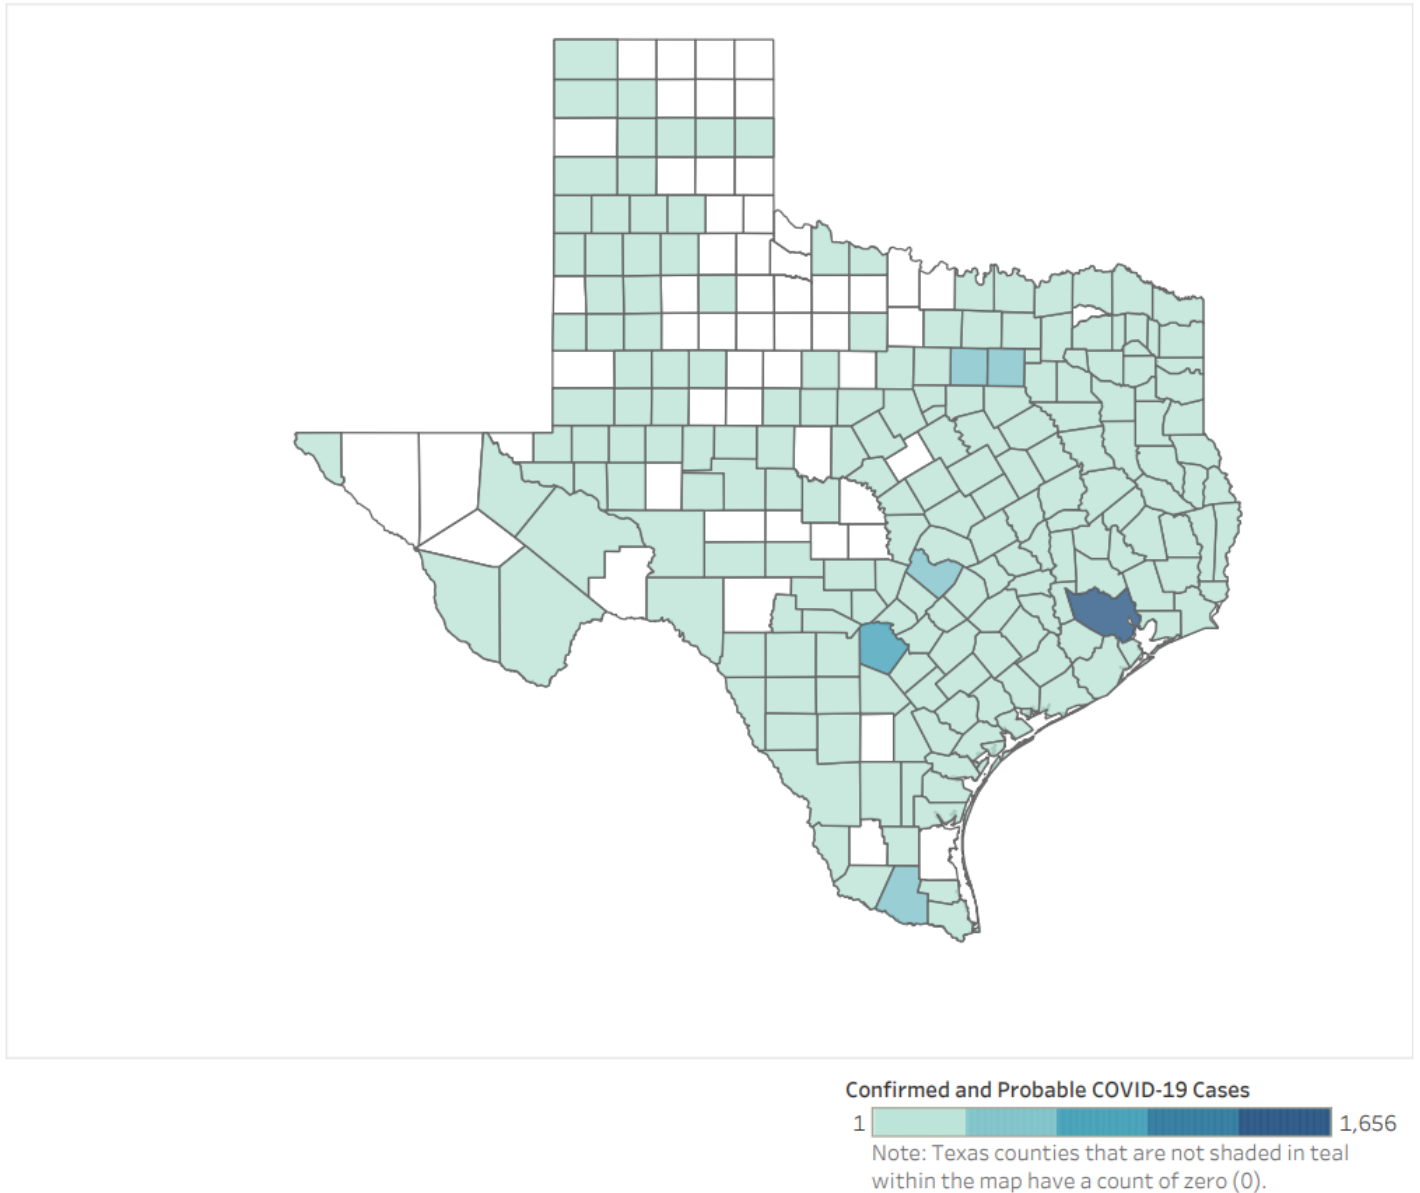 Confirmed and Probable COVID-19 Cases
1 1,656
Note: Texas counties that are not shaded in teal
within the map have a count of zero (0).